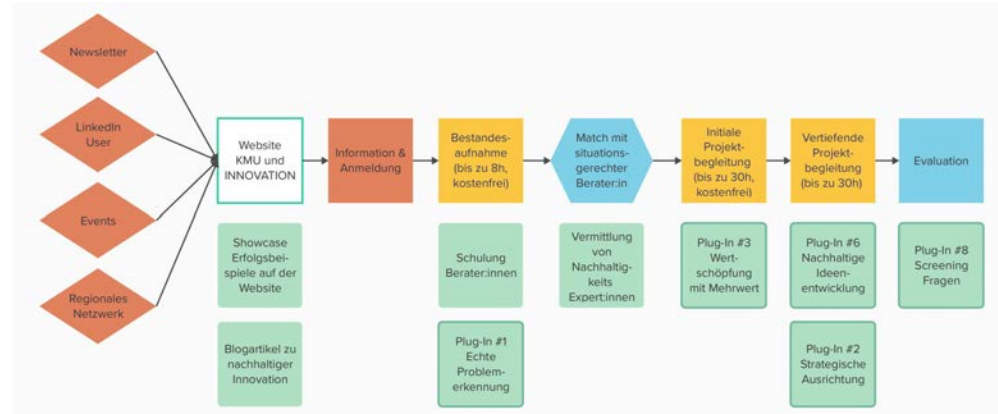 Newsletter
LinkedIn
User
Events
Regionales
Netzwerk
Website
KMU und
INNOVATION
Information &
Anmeldung
Bestandes-
aufnahme
(bis zu 8h,
kostenfrei)
Match mit
situations-
gerechter
Berater:in
Initiale
Projekt-
begleitung
(bis zu 30h,
kostenfrei)
Vertiefende
Projekt-
begleitung
(bis zu 30h)
Evaluation
Showcase
Erfolgsbei-
spiele auf der
Website
Schulung
Berater:innen
Vermittlung
von
Nachhaltig-
keits
Expert:innen
Plug-In #3
Wert-
schöpfung
mit Mehrwert
Plug-In #6
Nachhaltige
Ideen-
entwicklung
Plug-In #8
Screening
Fragen
Blogartikel zu
nachhaltiger
Innovation
Plug-In #1
Echte
Problem-
erkennung
Plug-In #2
Strategische
Ausrichtung